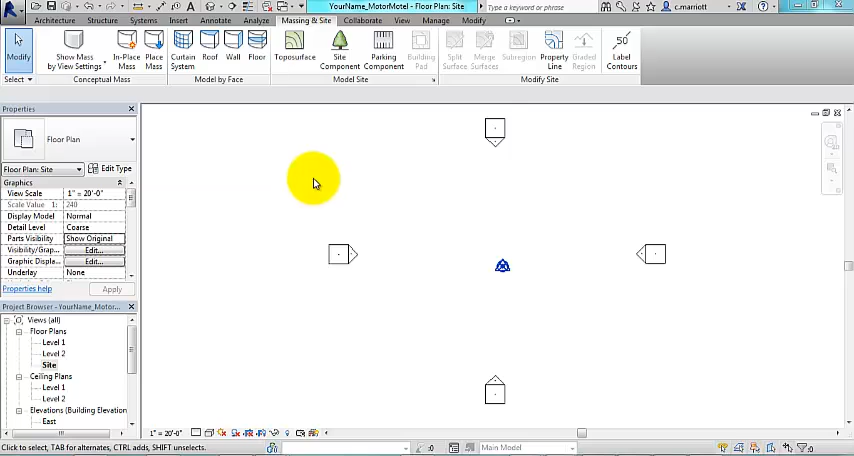 YourName_MotorMotel - Floor Plan: Site
Type a keyword or phrase
c.marriott
Architecture Structure Systems Insert Annotate Analyze Massing & Site Collaborate View Manage Modify
Modify
Show Mass by View Settings
In-Place Mass
Place Mass
Curtain System
Roof
Wall
Floor
Toposurface
Site Component
Parking Component
Building Pad
Split Surface
Merge Surfaces
Subregion
Property Line
Graded Region
50
Label Contours
Select
Conceptual Mass
Model by Face
Model Site
Modify Site
Properties
Floor Plan
Floor Plan: Site
Edit Type
Graphics
View Scale 1" = 20'-0"
Scale Value 1: 240
Display Model Normal
Detail Level Coarse
Parts Visibility Show Original
Visibility/Grap... Edit...
Graphic Displa... Edit...
Underlay None
Properties help Apply
Project Browser - YourName_Motor...
Views (all)
Floor Plans
Level 1
Level 2
Site
Ceiling Plans
Level 1
Level 2
Elevations (Building Elevation
East
1" = 20'-0"
Click to select, TAB for alternates, CTRL adds, SHIFT unselects.
:0
Main Model
:0